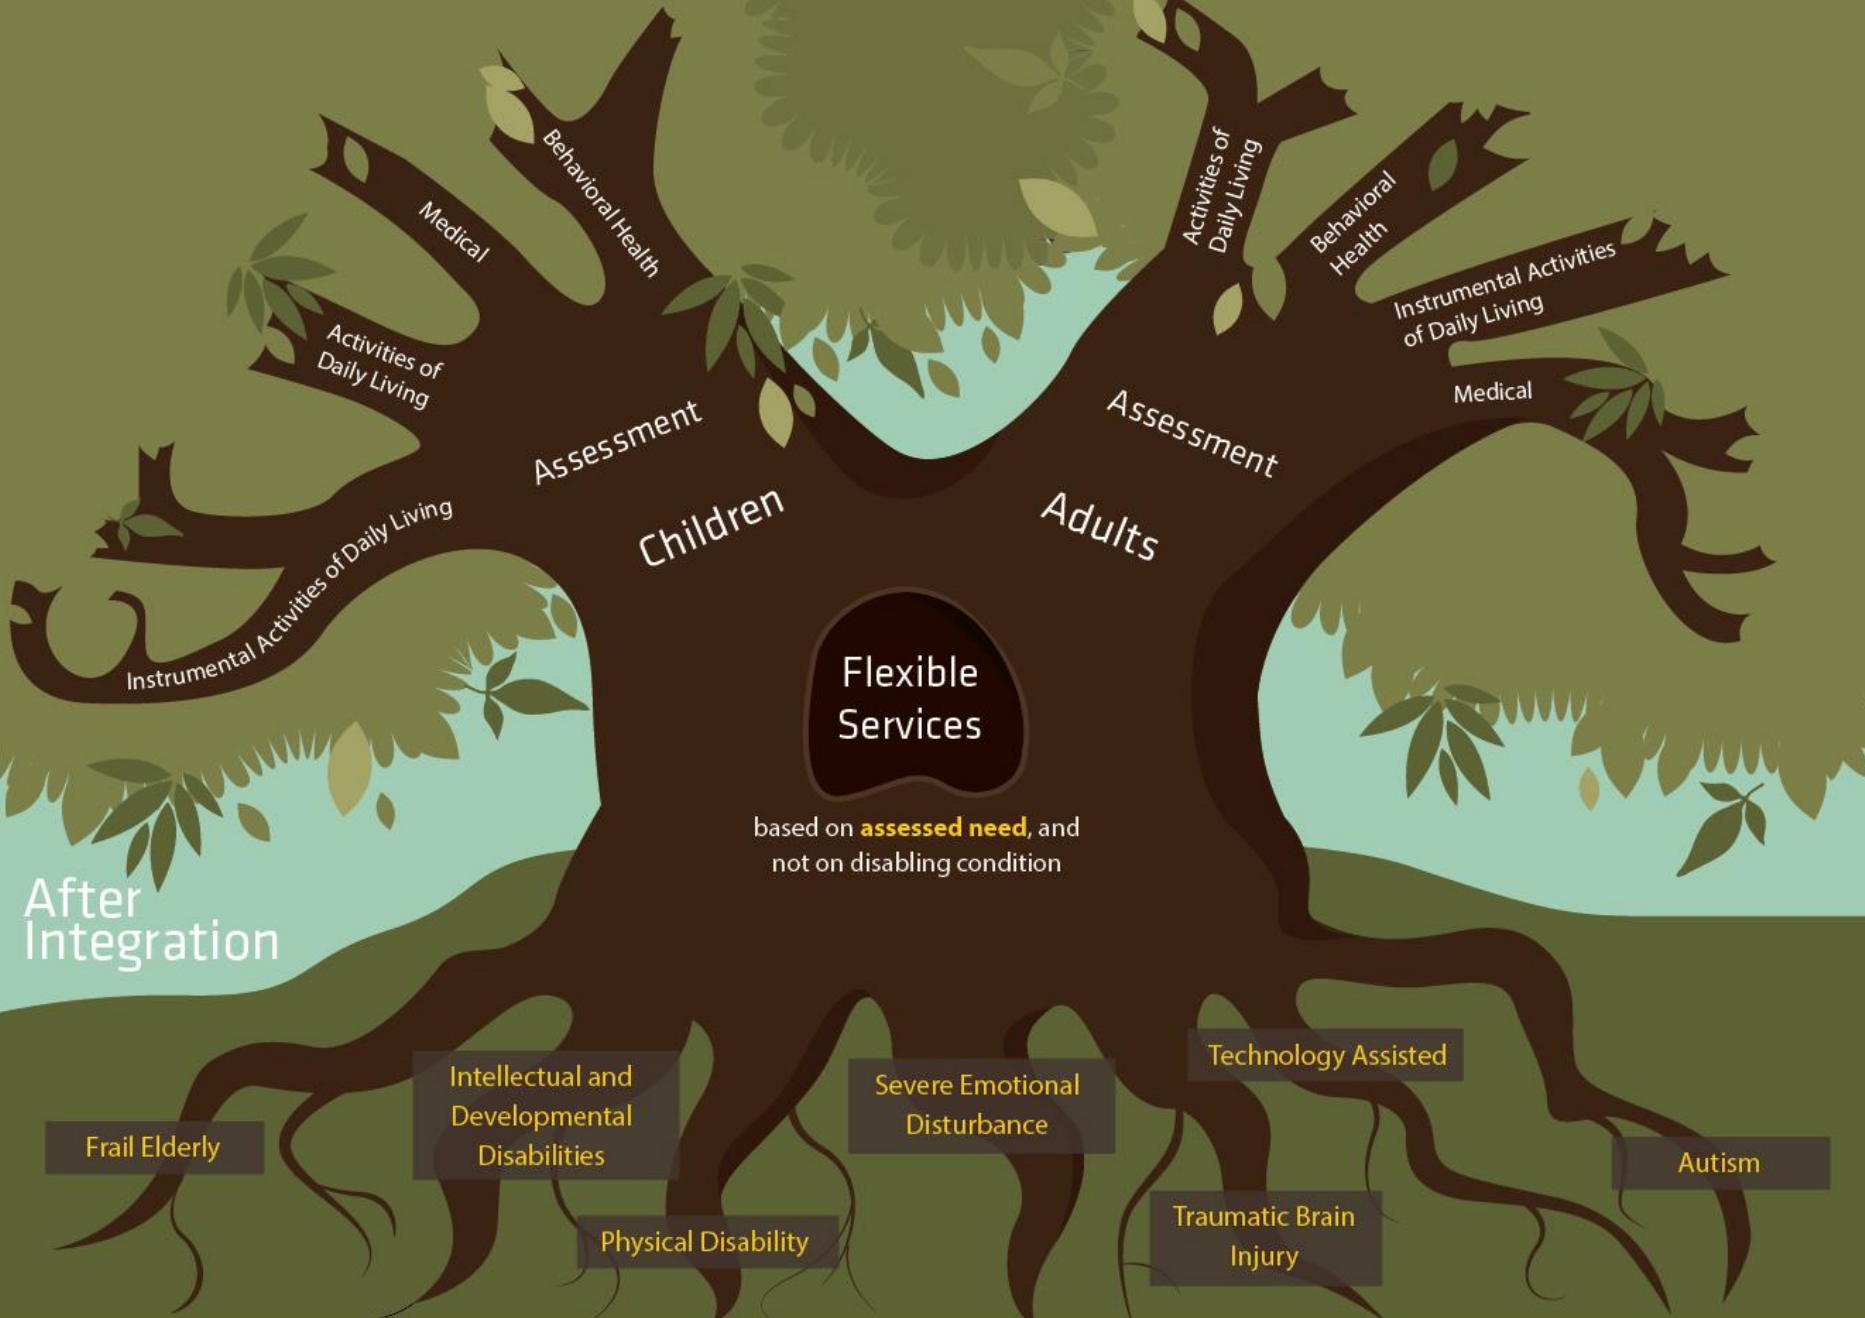 Behavioral Health
Medical
Activities of
Daily Living
Instrumental Activities of Daily Living
Assessment
Children
Activities of
Daily Living
Behavioral
Health
Instrumental Activities
of Daily Living
Medical
Assessment
Adults
Flexible
Services
based on assessed need, and
not on disabling condition
After
Integration
Frail Elderly
Intellectual and
Developmental
Disabilities
Physical Disability
Severe Emotional
Disturbance
Technology Assisted
Traumatic Brain
Injury
Autism